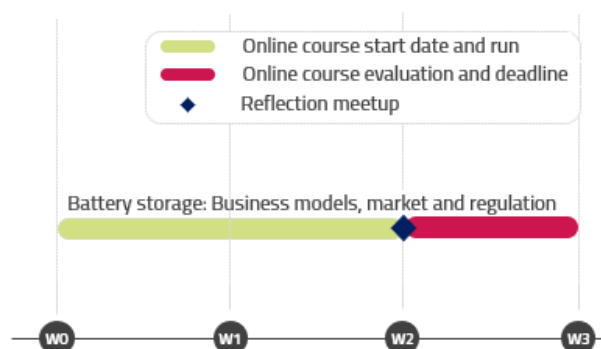 Online course start date and run
Online course evaluation and deadline
Reflection meetup
Battery storage: Business models, market and regulation
W0 W1 W2 W3